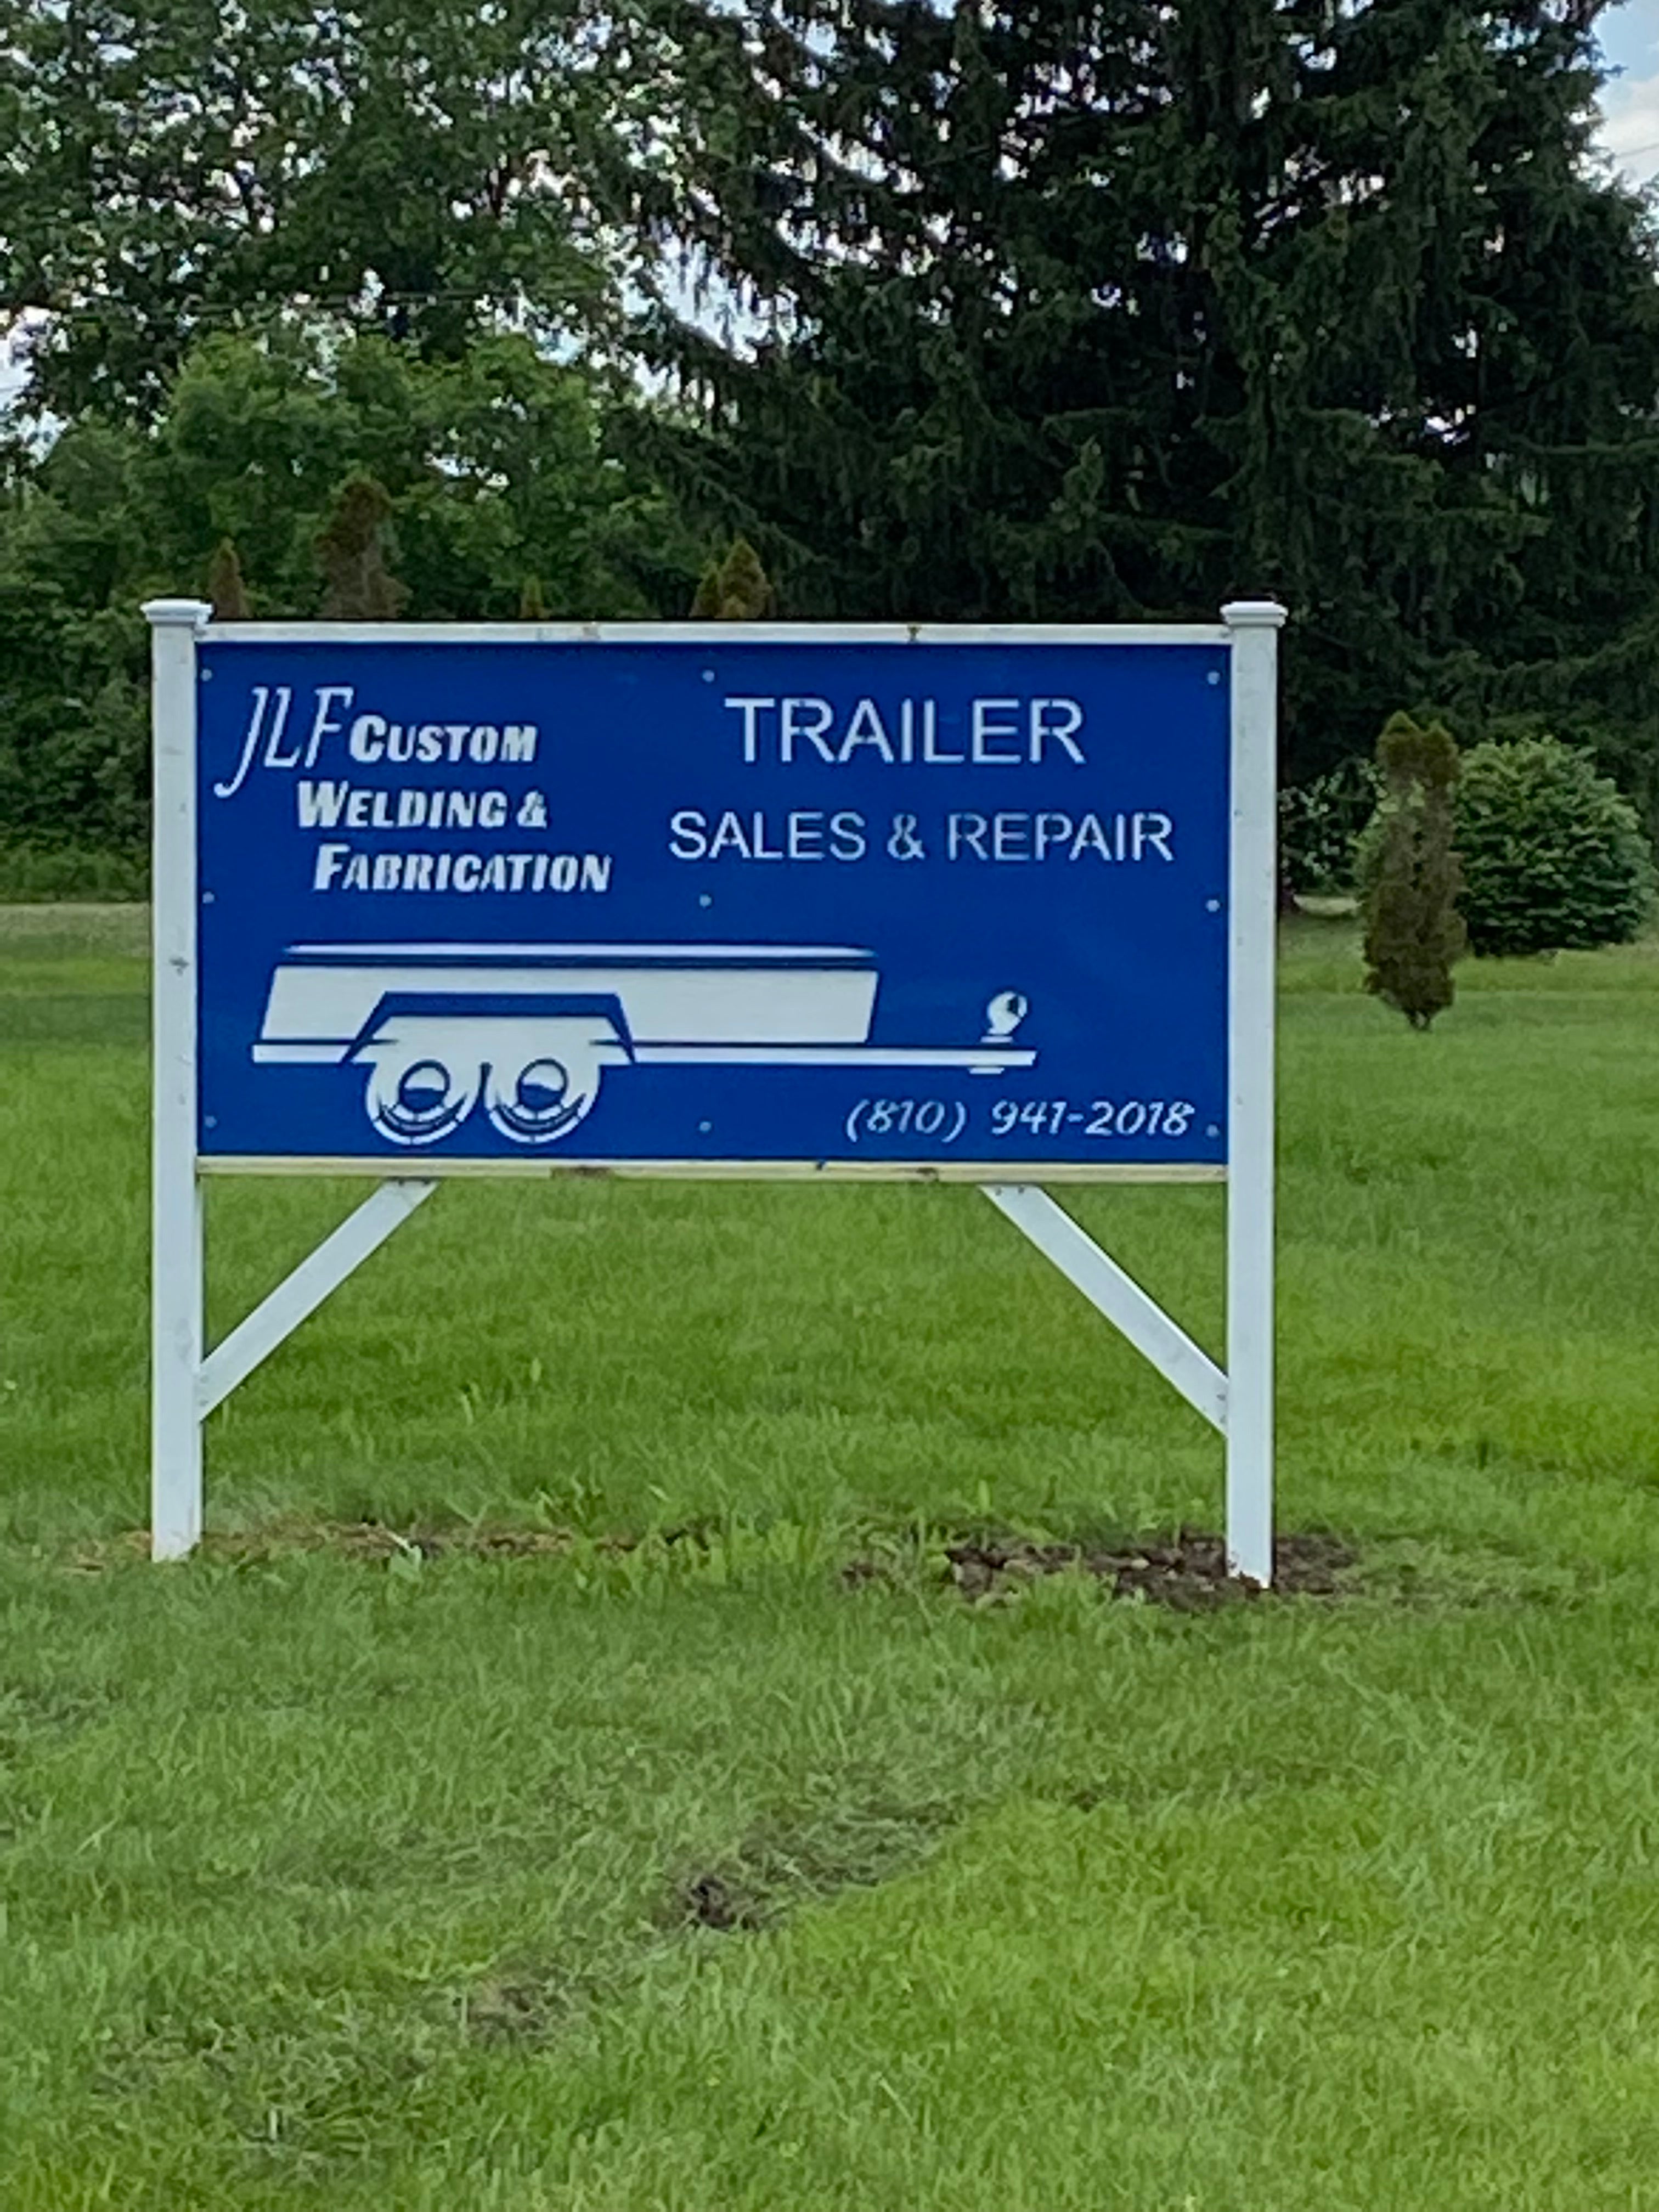 JLF CUSTOM
WELDING &
FABRICATION
TRAILER
SALES & REPAIR
(810) 941-2018